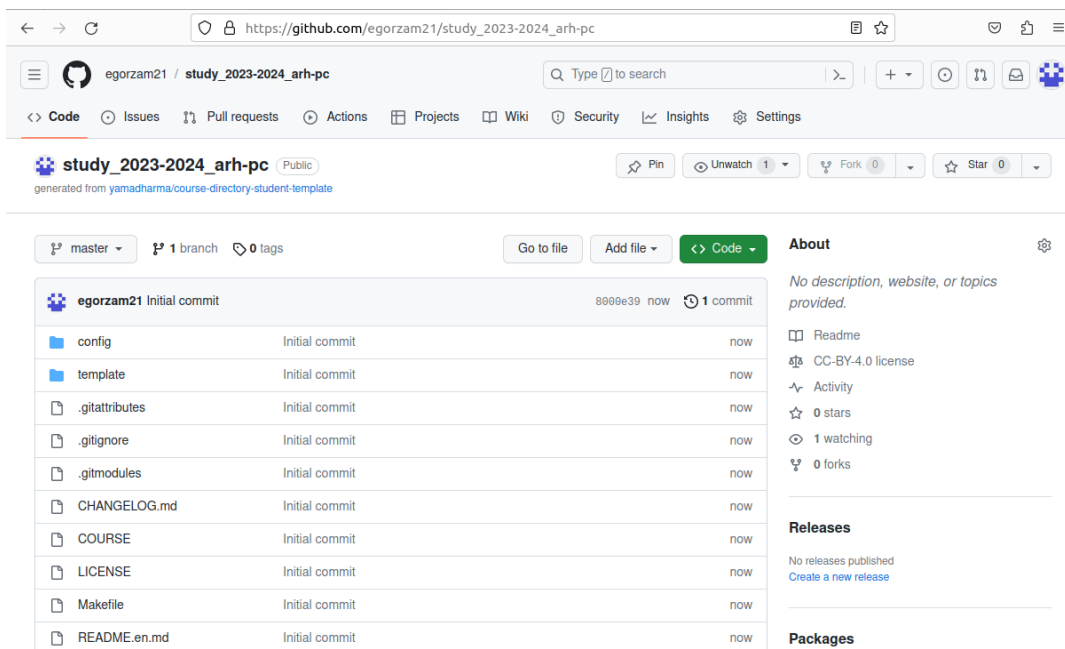 https://github.com/egorzam21/study_2023-2024_arh-pc
egorzam21 / study_2023-2024_arh-pc
Type / to search
Code Issues Pull requests Actions Projects Wiki Security Insights Settings
study_2023-2024_arh-pc Public
Pin Unwatch 1 Fork 0 Star 0
generated from yamadharma/course-directory-student-template
master 1 branch 0 tags Go to file Add file Code
egorzam21 Initial commit 8000e39 now 1 commit
config Initial commit now
template Initial commit now
.gitattributes Initial commit now
.gitignore Initial commit now
.gitmodules Initial commit now
CHANGELOG.md Initial commit now
COURSE Initial commit now
LICENSE Initial commit now
Makefile Initial commit now
README.en.md Initial commit now
About
No description, website, or topics
provided.
Readme
CC-BY-4.0 license
Activity
0 stars
1 watching
0 forks
Releases
No releases published
Create a new release
Packages